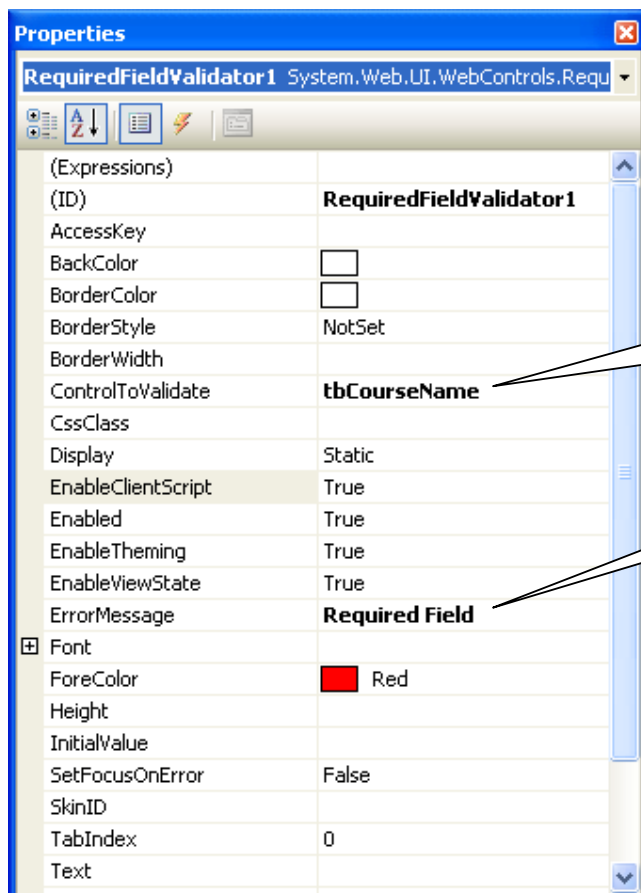 Properties
RequiredFieldValidator1 System.Web.UI.WebControls.Requ
A
Z
(Expressions)
(ID) RequiredFieldValidator1
AccessKey
BackColor
BorderColor
BorderStyle NotSet
BorderWidth
ControlToValidate tbCourseName
CssClass
Display Static
EnableClientScript True
Enabled True
EnableTheming True
EnableViewState True
ErrorMessage Required Field
Font
ForeColor Red
Height
InitialValue
SetFocusOnError False
SkinID
TabIndex 0
Text